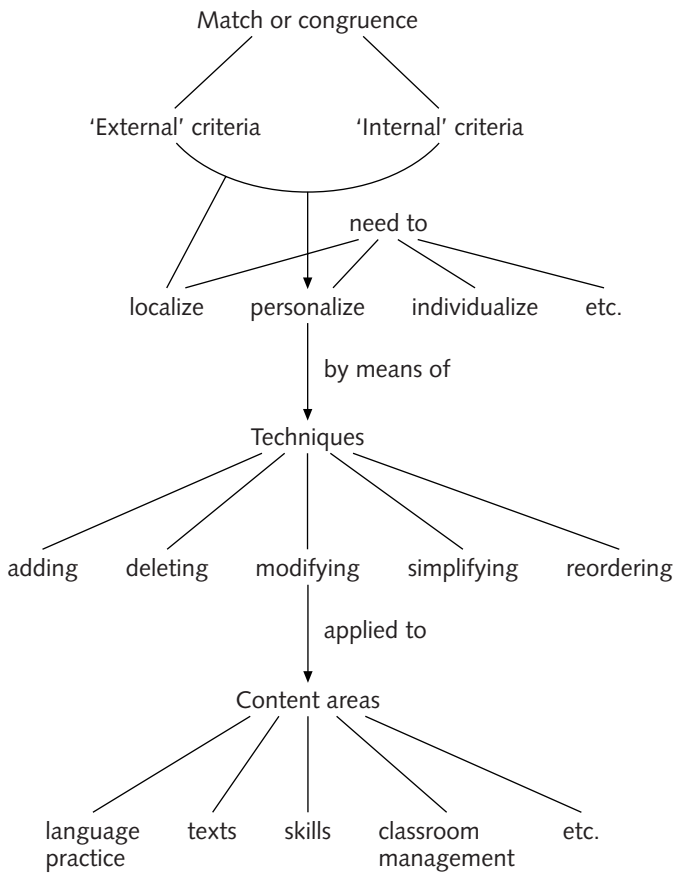 Match or congruence
‘External’ criteria ‘Internal’ criteria
need to
localize personalize individualize etc.
by means of
Techniques
adding deleting modifying simplifying reordering
applied to
Content areas
language practice texts skills classroom management etc.